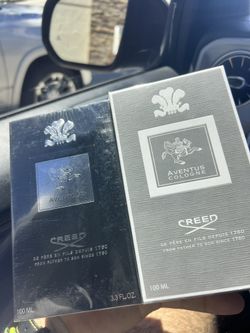 AVENTUS
CREED
DE PÈRE EN FILS DEPUIS 1760
FROM FATHER TO SON SINCE 1760
100 ML
3.3 FL.OZ.
AVENTUS
COLOGNE
CREED
DE PÈRE EN FILS DEPUIS 1760
FROM FATHER TO SON SINCE 1760
100 ML